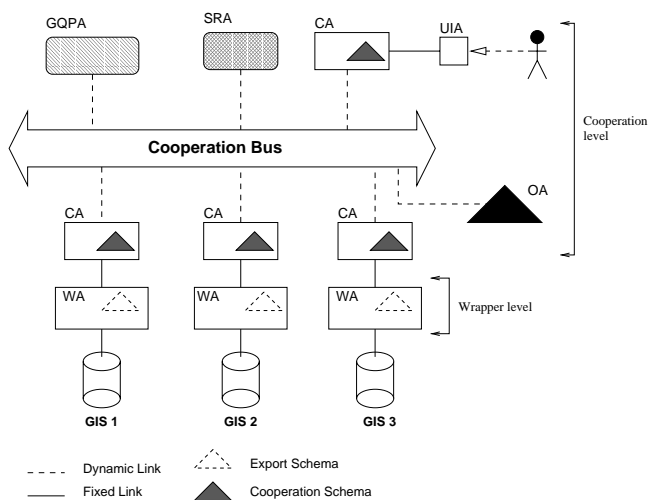 GQPA
SRA
CA
UIA
Cooperation
level
Cooperation Bus
OA
CA
CA
CA
WA
WA
WA
Wrapper level
GIS 1
GIS 2
GIS 3
Dynamic Link
Export Schema
Fixed Link
Cooperation Schema